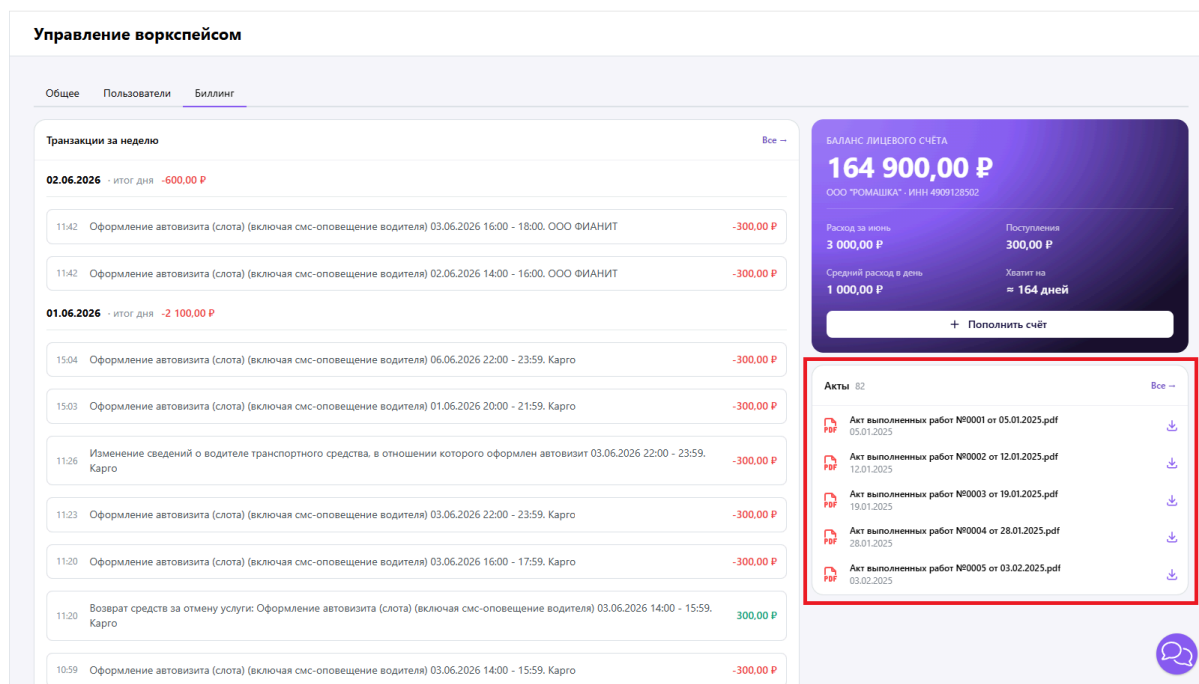 Управление воркспейсом
Общее Пользователи Биллинг
Транзакции за неделю Все →
02.06.2026 · итог дня -600,00 ₽
11:42 Оформление автовизита (слота) (включая смс-оповещение водителя) 03.06.2026 16:00 - 18:00. ООО ФИАНИТ -300,00 ₽
11:42 Оформление автовизита (слота) (включая смс-оповещение водителя) 02.06.2026 14:00 - 16:00. ООО ФИАНИТ -300,00 ₽
01.06.2026 · итог дня -2 100,00 ₽
15:04 Оформление автовизита (слота) (включая смс-оповещение водителя) 06.06.2026 22:00 - 23:59. Карго -300,00 ₽
15:03 Оформление автовизита (слота) (включая смс-оповещение водителя) 01.06.2026 20:00 - 21:59. Карго -300,00 ₽
11:26 Изменение сведений о водителе транспортного средства, в отношении которого оформлен автовизит 03.06.2026 22:00 - 23:59.
Карго -300,00 ₽
11:23 Оформление автовизита (слота) (включая смс-оповещение водителя) 03.06.2026 22:00 - 23:59. Карго -300,00 ₽
11:20 Оформление автовизита (слота) (включая смс-оповещение водителя) 03.06.2026 16:00 - 17:59. Карго -300,00 ₽
11:20 Возврат средств за отмену услуги: Оформление автовизита (слота) (включая смс-оповещение водителя) 03.06.2026 14:00 - 15:59.
Карго 300,00 ₽
10:59 Оформление автовизита (слота) (включая смс-оповещение водителя) 03.06.2026 14:00 - 15:59. Карго -300,00 ₽
БАЛАНС ЛИЦЕВОГО СЧЁТА
164 900,00 ₽
ООО "РОМАШКА" · ИНН 4909128502
Расход за июнь Поступления
3 000,00 ₽ 300,00 ₽
Средний расход в день Хватит на
1 000,00 ₽ ≈ 164 дней
+ Пополнить счёт
Акты 82 Все →
PDF Акт выполненных работ №0001 от 05.01.2025.pdf
05.01.2025
PDF Акт выполненных работ №0002 от 12.01.2025.pdf
12.01.2025
PDF Акт выполненных работ №0003 от 19.01.2025.pdf
19.01.2025
PDF Акт выполненных работ №0004 от 28.01.2025.pdf
28.01.2025
PDF Акт выполненных работ №0005 от 03.02.2025.pdf
03.02.2025